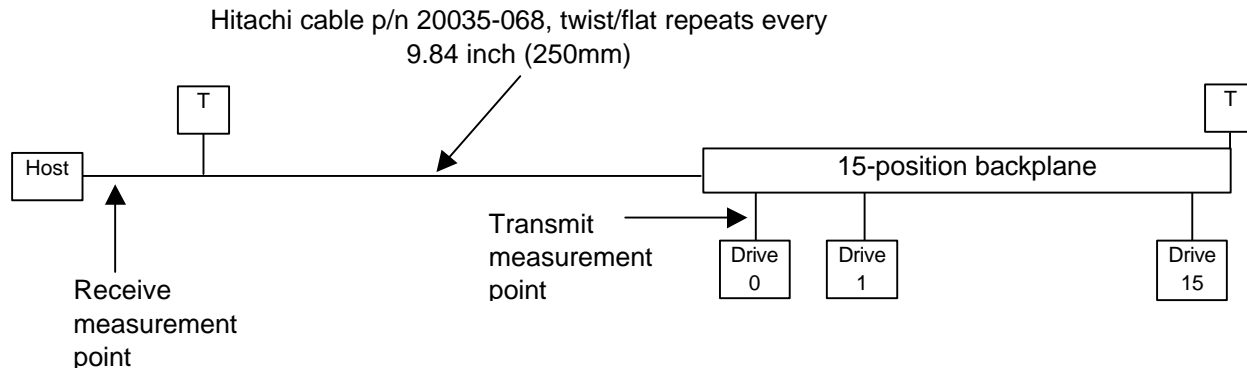 Hitachi cable p/n 20035-068, twist/flat repeats every
9.84 inch (250mm)
T
T
Host
15-position backplane
Transmit
measurement
point
Drive
0
Drive
1
Drive
15
Receive
measurement
point